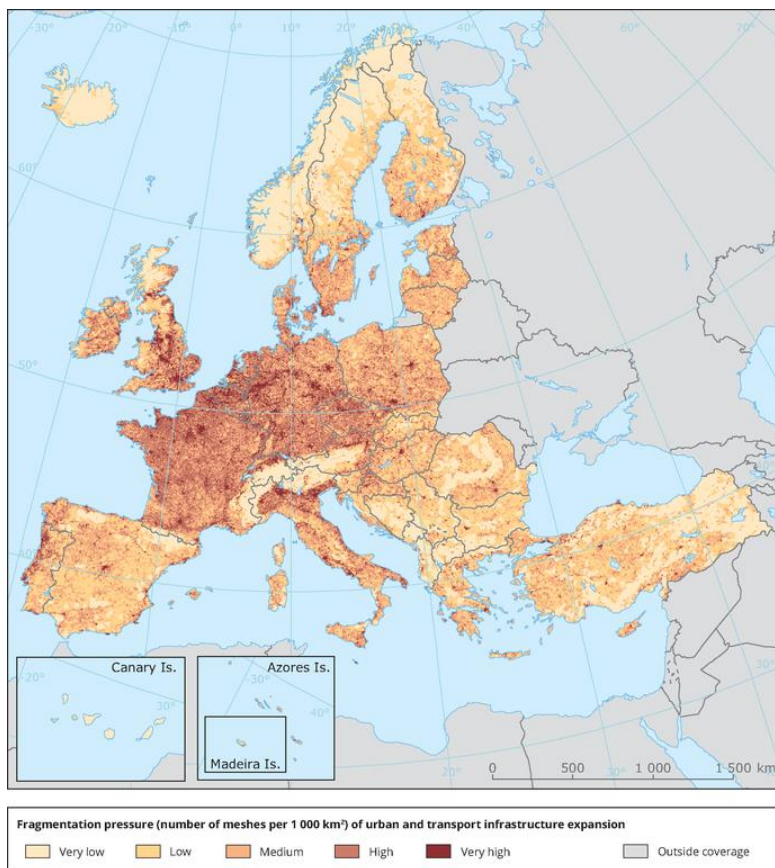 -30°
-20°
-10°
0°
10°
20°
30°
40°
50°
60°
70°
60°
50°
40°
Canary Is.
Azores Is.
-20°
30°
-30°
40°
Madeira Is.
20°
30°
0
500
1 000
1 500 km
Fragmentation pressure (number of meshes per 1 000 km²) of urban and transport infrastructure expansion
Very low
Low
Medium
High
Very high
Outside coverage